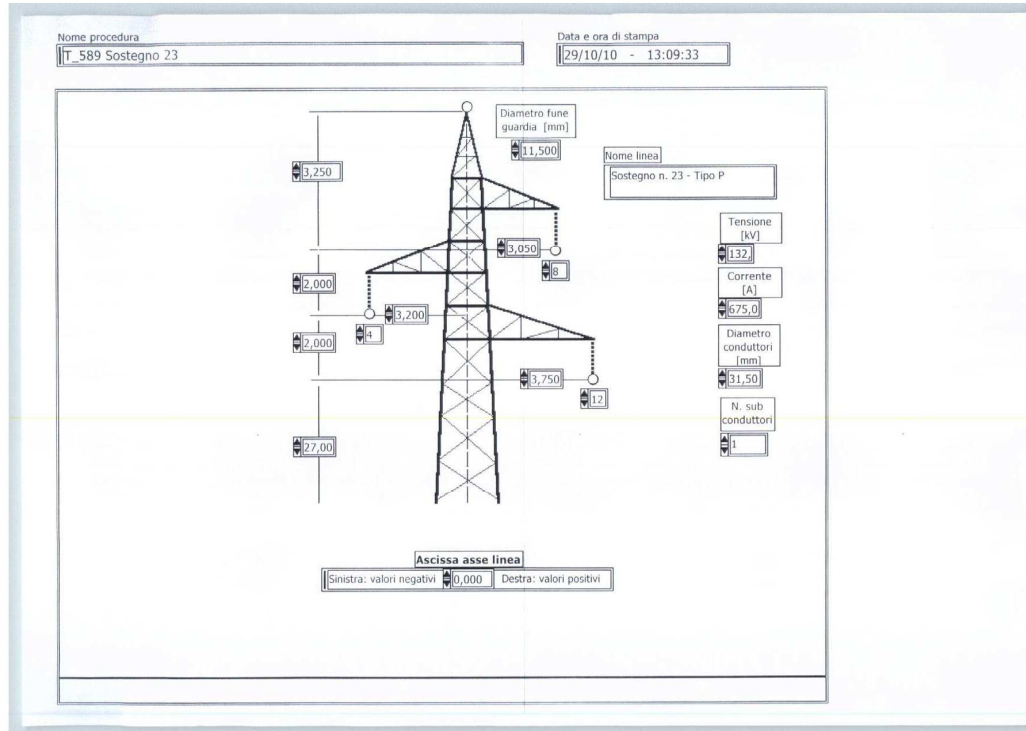 Nome procedura
T_589 Sostegno 23
Data e ora di stampa
29/10/10 - 13:09:33
Diametro fune
guardia [mm]
11,500
Nome linea
Sostegno n. 23 - Tipo P
3,250
3,050
8
2,000
3,200
4
2,000
3,750
12
27,00
Tensione
[kV]
132,
Corrente
[A]
675,0
Diametro
conduttori
[mm]
31,50
N. sub
conduttori
1
Ascissa asse linea
Sinistra: valori negativi 0,000 Destra: valori positivi